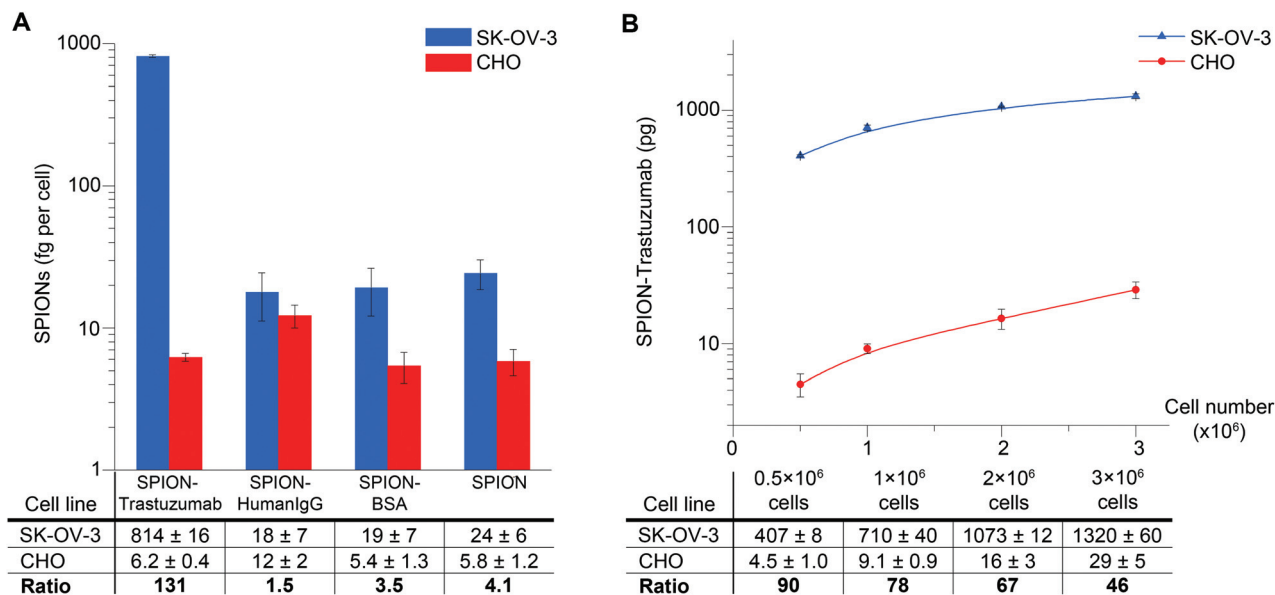 A
SK-OV-3
CHO
SPIONs (fg per cell)
1000
100
10
1
SPION-
Trastuzumab
SPION-
HumanIgG
SPION-
BSA
SPION
Cell line
SK-OV-3 814 ± 16 18 ± 7 19 ± 7 24 ± 6
CHO 6.2 ± 0.4 12 ± 2 5.4 ± 1.3 5.8 ± 1.2
Ratio 131 1.5 3.5 4.1
B
SK-OV-3
CHO
SPION-Trastuzumab (pg)
1000
100
10
0 1 2 3
Cell number
(x10⁶)
Cell line
0.5×10⁶
cells
1×10⁶
cells
2×10⁶
cells
3×10⁶
cells
SK-OV-3 407 ± 8 710 ± 40 1073 ± 12 1320 ± 60
CHO 4.5 ± 1.0 9.1 ± 0.9 16 ± 3 29 ± 5
Ratio 90 78 67 46